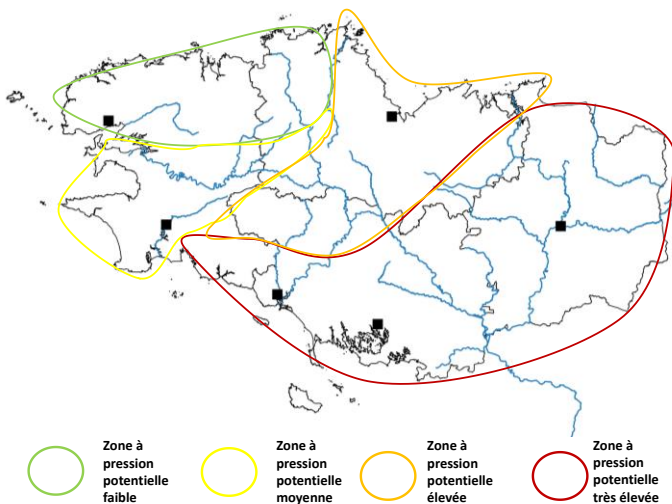 Zone à
pression
potentielle
faible
Zone à
pression
potentielle
moyenne
Zone à
pression
potentielle
élevée
Zone à
pression
potentielle
très élevée